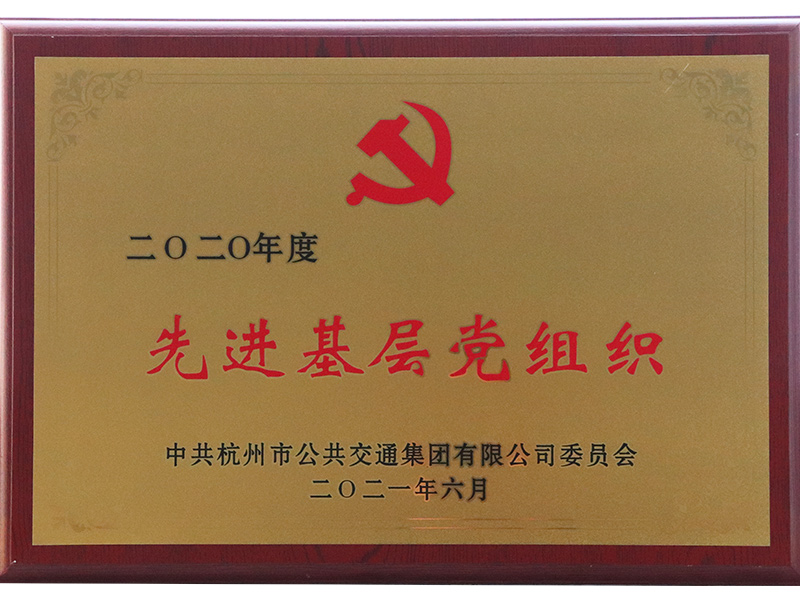 二〇二〇年度
先进基层党组织
中共杭州市公共交通集团有限公司委员会
二〇二一年六月